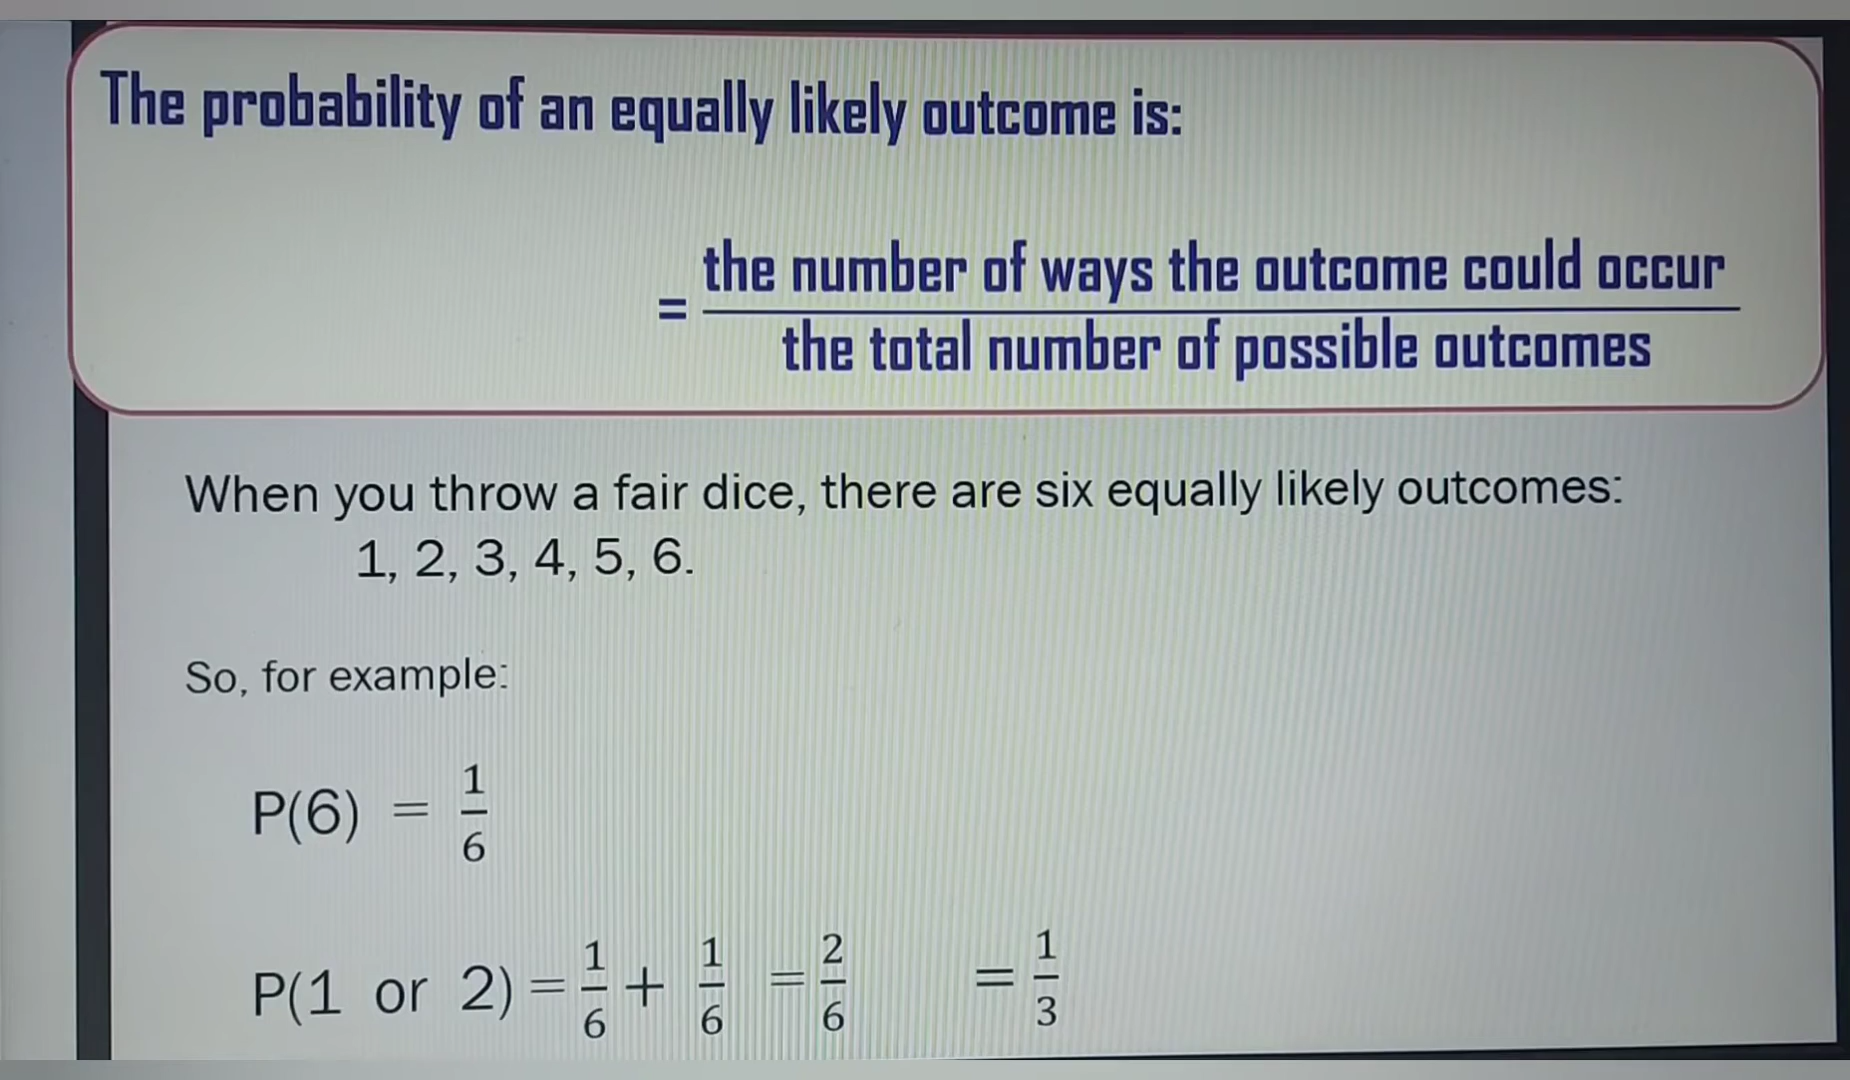 The probability of an equally likely outcome is:
= the number of ways the outcome could occur
the total number of possible outcomes
When you throw a fair dice, there are six equally likely outcomes:
1, 2, 3, 4, 5, 6.
So, for example:
P(6) = 1/6
P(1 or 2) = 1/6 + 1/6 = 2/6 = 1/3